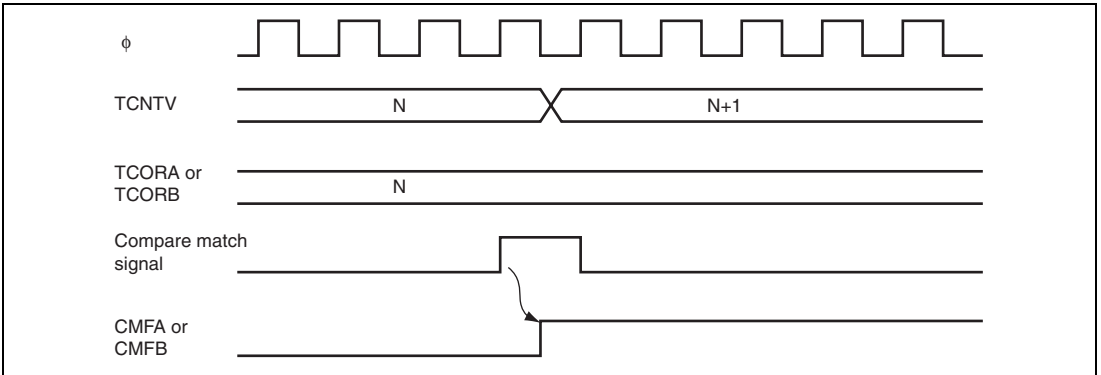 ϕ
TCNTV
N
N+1
TCORA or
TCORB
N
Compare match
signal
CMFA or
CMFB